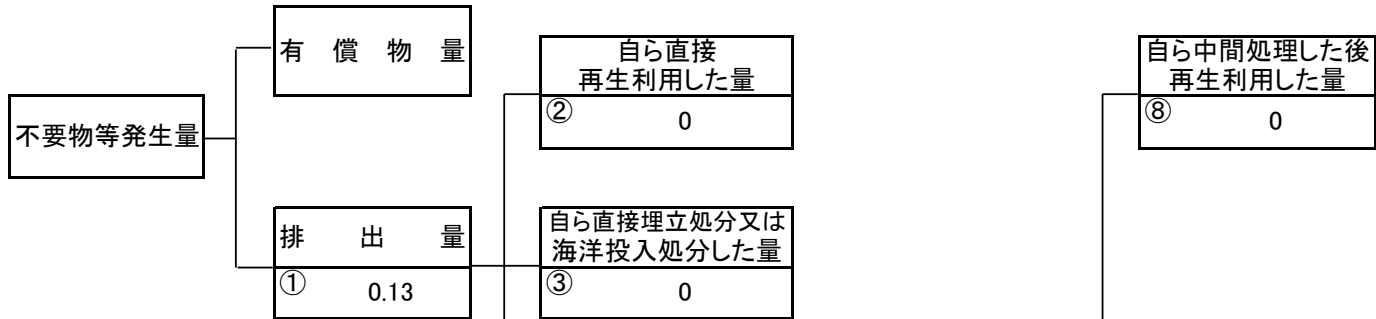 有償物量
自ら直接
再生利用した量
② 0
自ら中間処理した後
再生利用した量
⑧ 0
不要物等発生量
排出量
① 0.13
自ら直接埋立処分又は
海洋投入処分した量
③ 0